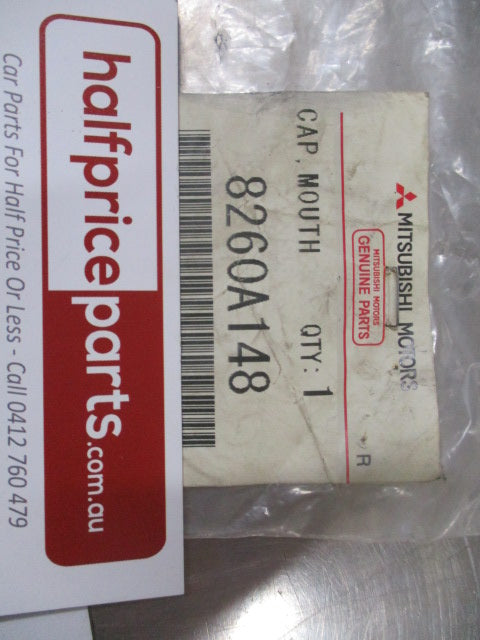 halfpriceparts.com.au
Car Parts For Half Price Or Less - Call 0412 760 479
MITSUBISHI MOTORS
MITSUBISHI MOTORS
GENUINE PARTS
R
CAP, MOUTH QTY: 1
8260A148